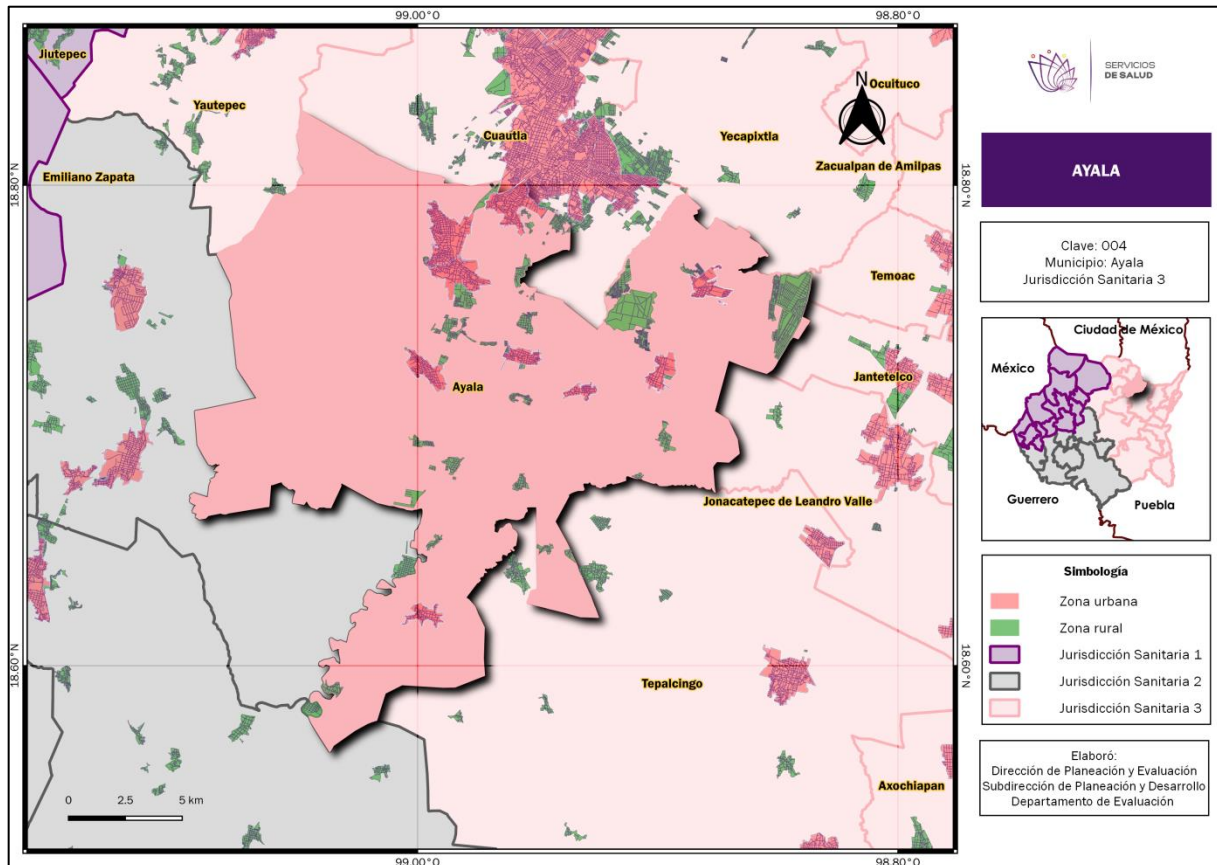 99.00°O
98.80°O
Jiutepec
Yautepec
Cuautla
N
Ocuituco
Yecapixtla
Zacualpan de Amilpas
Emiliano Zapata
18.80°N
18.80°N
Temoac
Ayala
Jantetelco
Jonacatepec de Leandro Valle
18.60°N
18.60°N
Tepalcingo
Axochiapan
0
2.5
5 km
99.00°O
98.80°O
SERVICIOS
DE SALUD
AYALA
Clave: 004
Municipio: Ayala
Jurisdicción Sanitaria 3
Ciudad de México
México
Guerrero
Puebla
Simbología
Zona urbana
Zona rural
Jurisdicción Sanitaria 1
Jurisdicción Sanitaria 2
Jurisdicción Sanitaria 3
Elaboró:
Dirección de Planeación y Evaluación
Subdirección de Planeación y Desarrollo
Departamento de Evaluación